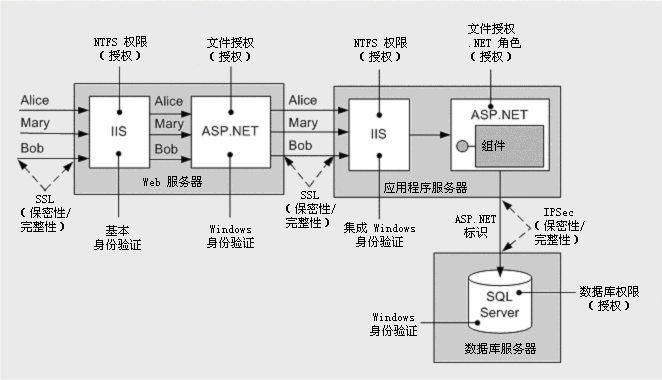 NTFS 权限
（授权）
文件授权
（授权）
NTFS 权限
（授权）
文件授权
.NET 角色
（授权）
Alice
Mary
Bob
IIS
Alice
Mary
Bob
ASP.NET
Alice
Mary
Bob
IIS
ASP.NET
组件
Web 服务器
应用程序服务器
SSL
（保密性/
完整性）
基本
身份验证
Windows
身份验证
SSL
（保密性/
完整性）
集成 Windows
身份验证
ASP.NET
标识
IPSec
（保密性/
完整性）
SQL
Server
数据库权限
（授权）
Windows
身份验证
数据库服务器